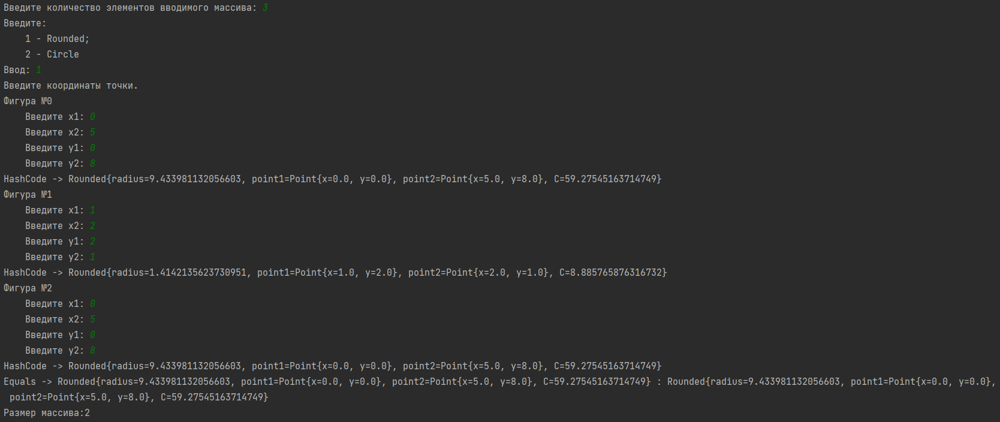 Введите количество элементов вводимого массива: 3
Введите:
    1 - Rounded;
    2 - Circle
Ввод: 1
Введите координаты точки.
Фигура №0
    Введите x1: 0
    Введите x2: 5
    Введите y1: 0
    Введите y2: 8
HashCode -> Rounded{radius=9.433981132056603, point1=Point{x=0.0, y=0.0}, point2=Point{x=5.0, y=8.0}, C=59.27545163714749}
Фигура №1
    Введите x1: 1
    Введите x2: 2
    Введите y1: 2
    Введите y2: 1
HashCode -> Rounded{radius=1.4142135623730951, point1=Point{x=1.0, y=2.0}, point2=Point{x=2.0, y=1.0}, C=8.885765876316732}
Фигура №2
    Введите x1: 0
    Введите x2: 5
    Введите y1: 0
    Введите y2: 8
HashCode -> Rounded{radius=9.433981132056603, point1=Point{x=0.0, y=0.0}, point2=Point{x=5.0, y=8.0}, C=59.27545163714749}
Equals -> Rounded{radius=9.433981132056603, point1=Point{x=0.0, y=0.0}, point2=Point{x=5.0, y=8.0}, C=59.27545163714749} : Rounded{radius=9.433981132056603, point1=Point{x=0.0, y=0.0},
 point2=Point{x=5.0, y=8.0}, C=59.27545163714749}
Размер массива:2